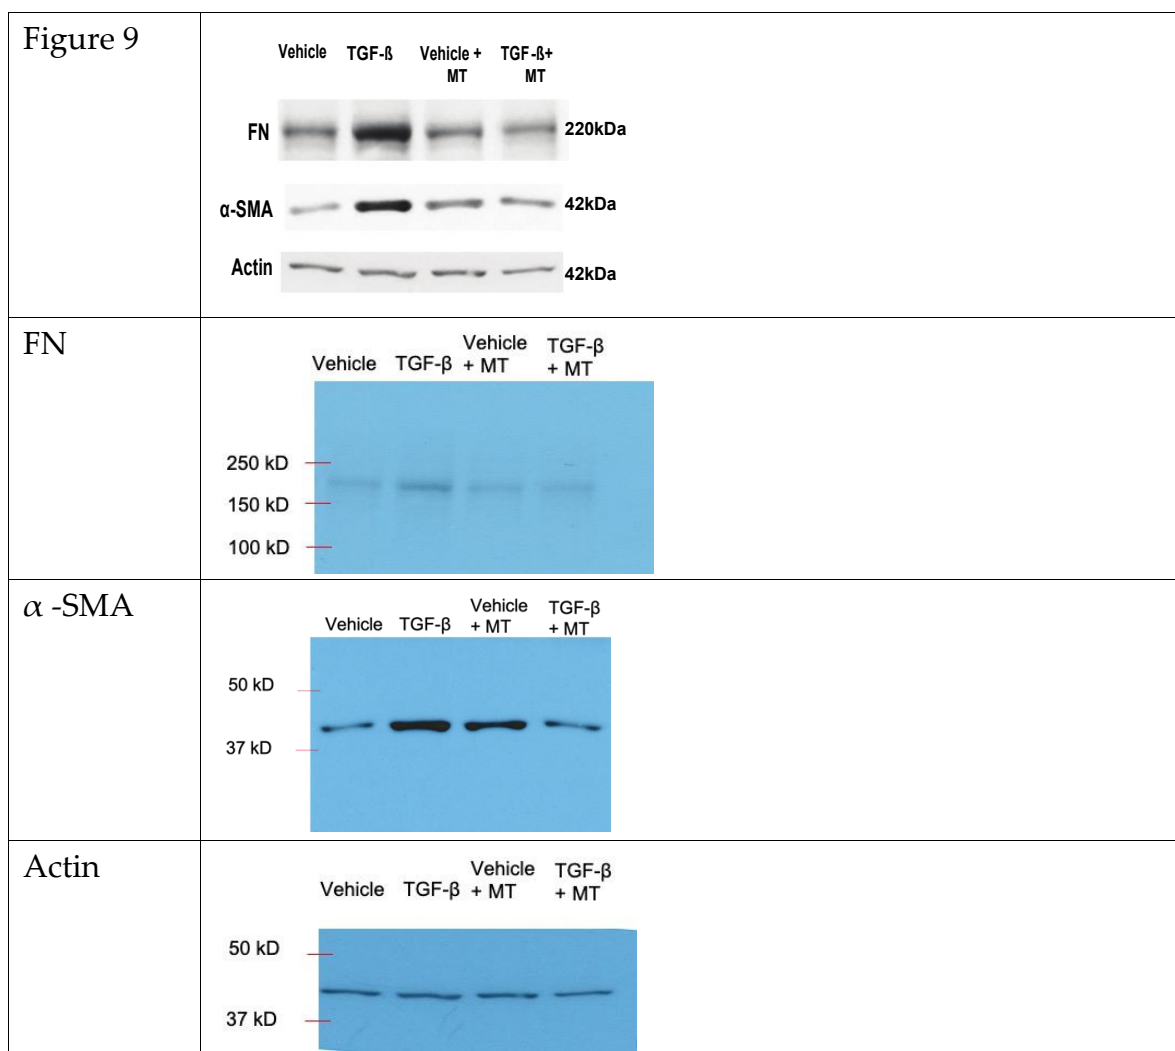 Figure 9
Vehicle TGF-ß Vehicle + TGF-ß+
MT MT
FN 220kDa
α-SMA 42kDa
Actin 42kDa
FN
Vehicle TGF-β Vehicle + MT TGF-β + MT
250 kD
150 kD
100 kD
α -SMA
Vehicle TGF-β Vehicle + MT TGF-β + MT
50 kD
37 kD
Actin
Vehicle TGF-β Vehicle + MT TGF-β + MT
50 kD
37 kD